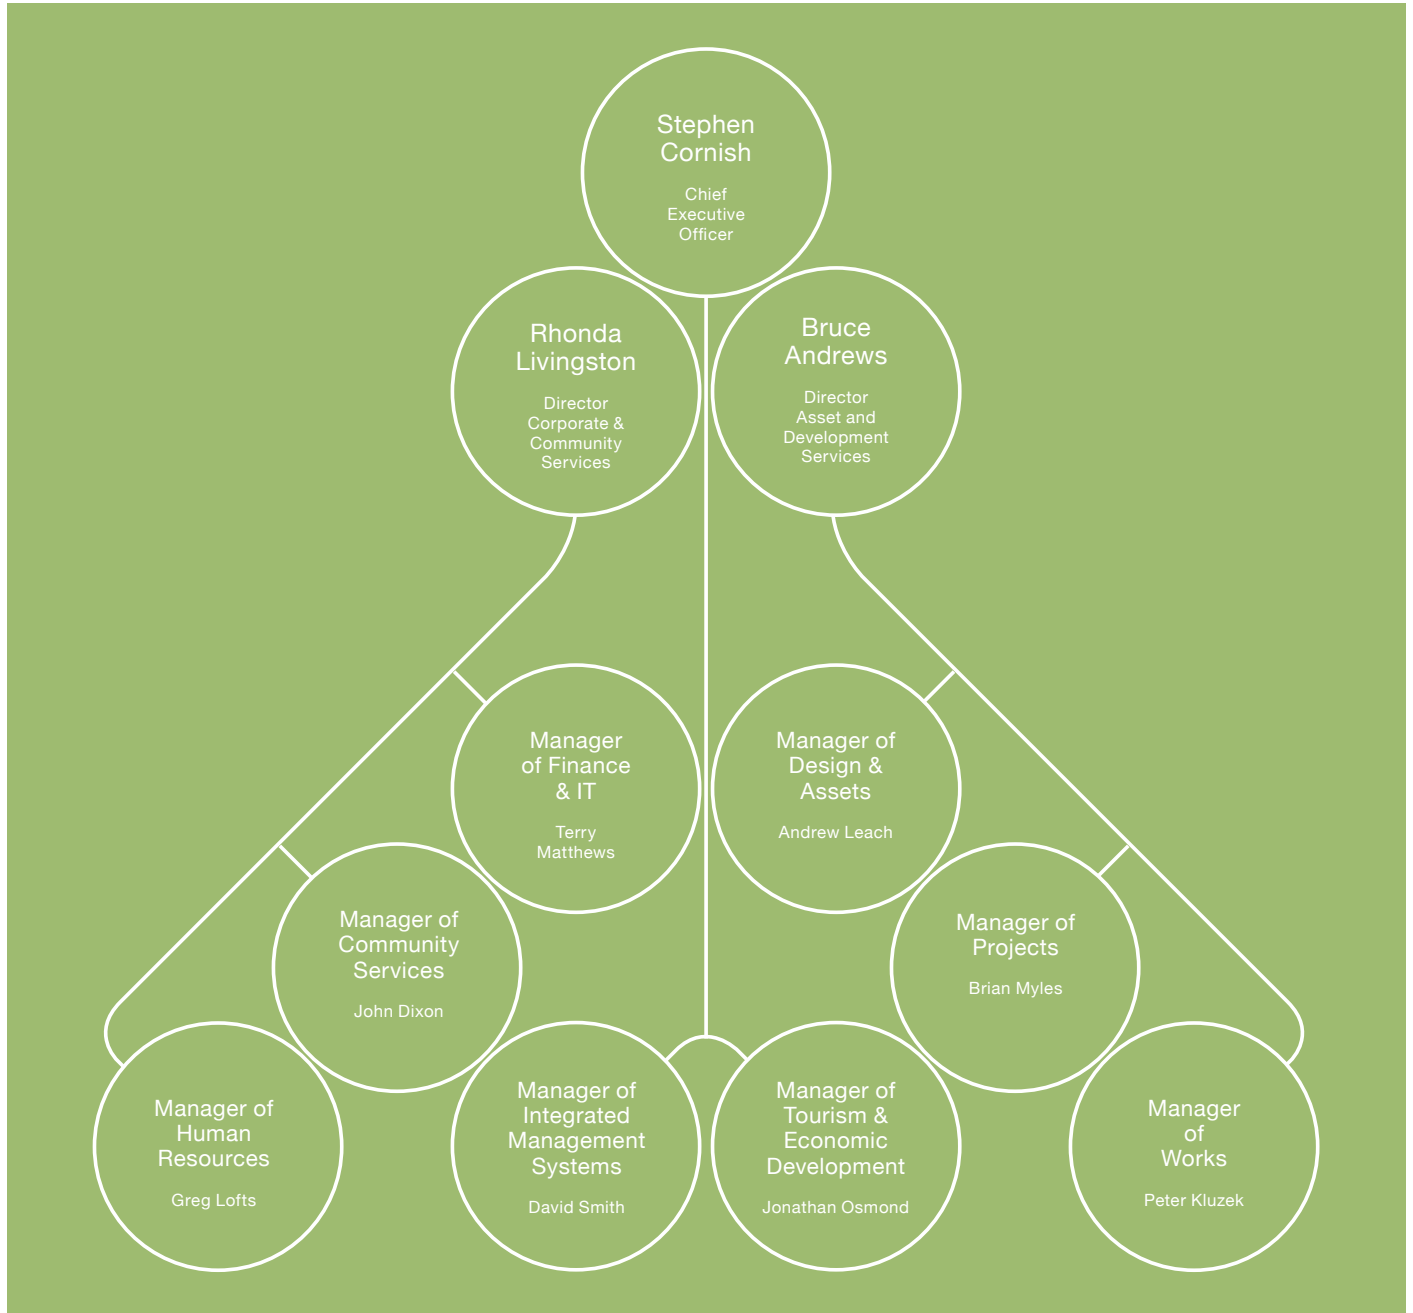 Stephen
Cornish
Chief
Executive
Officer
Rhonda
Livingston
Director
Corporate &
Community
Services
Bruce
Andrews
Director
Asset and
Development
Services
Manager
of Finance
& IT
Terry
Matthews
Manager of
Design &
Assets
Andrew Leach
Manager of
Community
Services
John Dixon
Manager of
Projects
Brian Myles
Manager of
Human
Resources
Greg Lofts
Manager of
Integrated
Management
Systems
David Smith
Manager of
Tourism &
Economic
Development
Jonathan Osmond
Manager
of
Works
Peter Kluzek